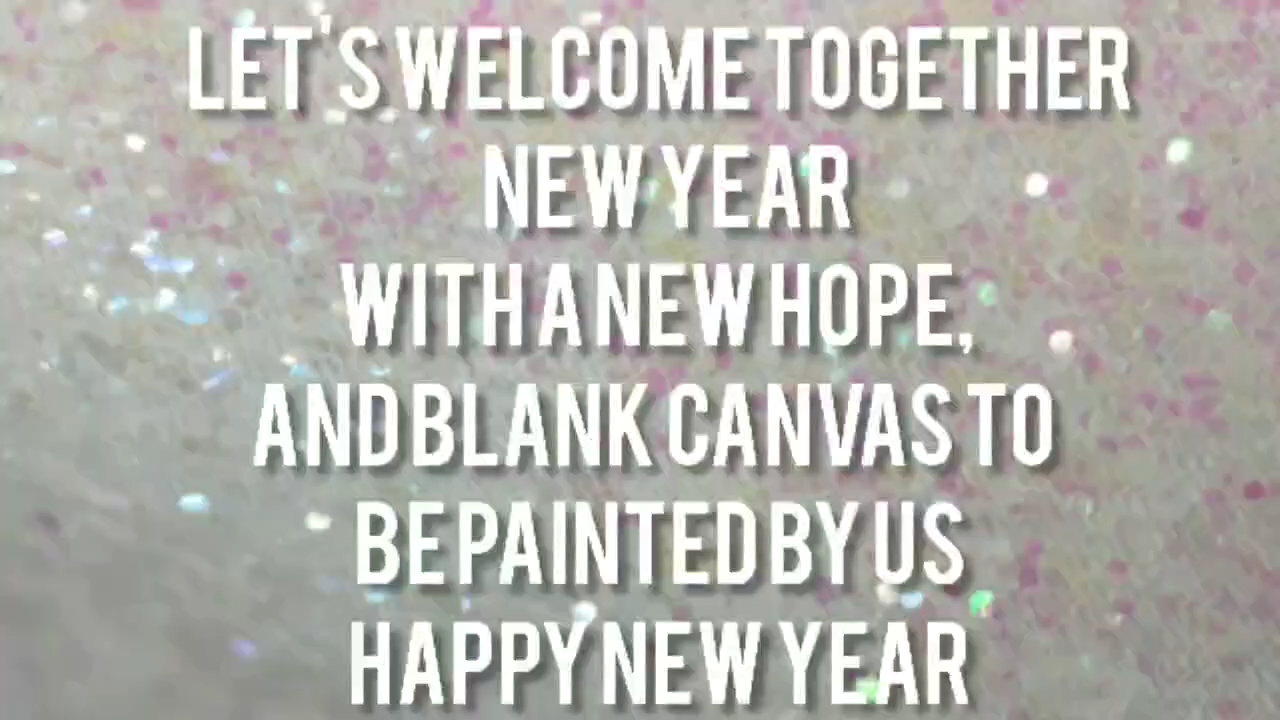 LET'S WELCOME TOGETHER
NEW YEAR
WITH A NEW HOPE,
AND BLANK CANVAS TO
BE PAINTED BY US
HAPPY NEW YEAR